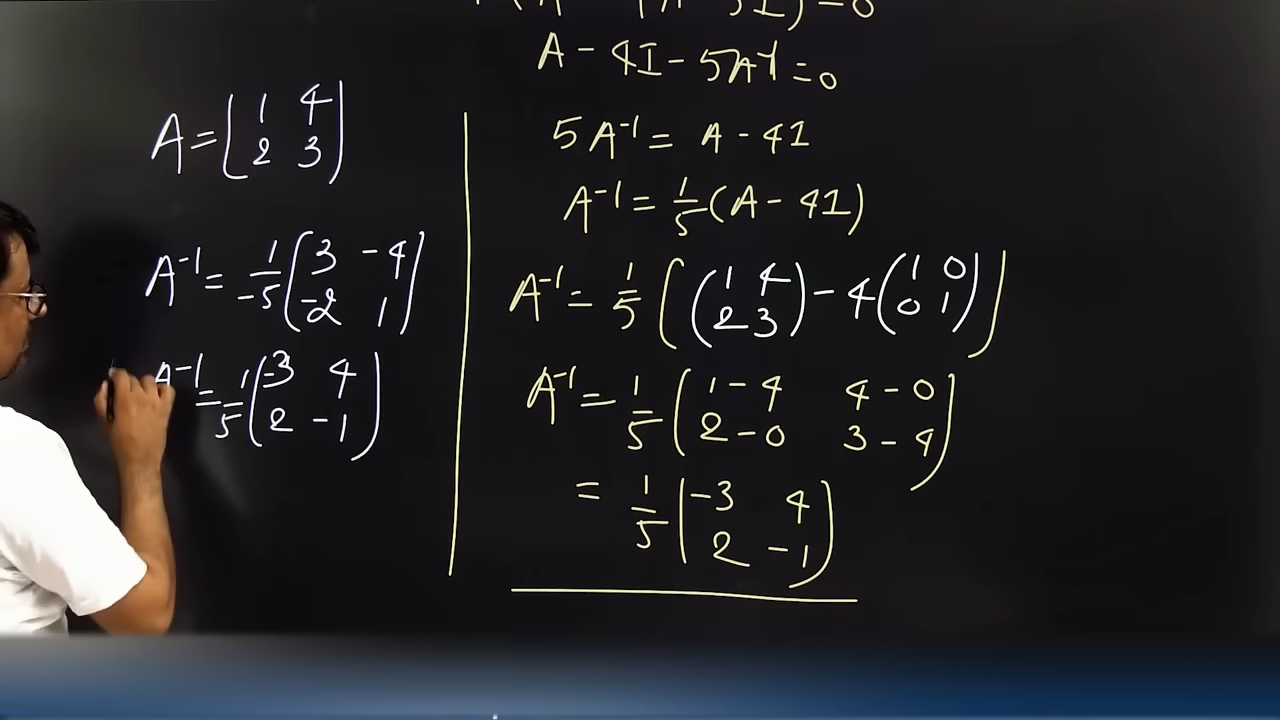 A - 4I - 5A⁻¹ = 0
5A⁻¹ = A - 4I
A⁻¹ = 1/5 (A - 4I)
A⁻¹ = 1/5 ( ( 1 4
2 3 ) - 4 ( 1 0
0 1 ) )
A⁻¹ = 1/5 ( 1 - 4 4 - 0
2 - 0 3 - 4 )
= 1/5 ( -3 4
2 -1 )
A = [ 1 4
2 3 ]
A⁻¹ = 1/-5 ( 3 -4
-2 1 )
A⁻¹ = 1/5 ( -3 4
2 -1 )